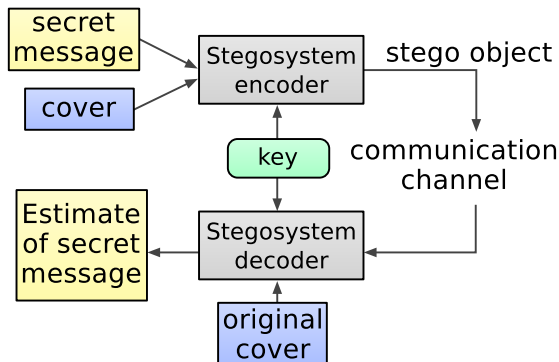 secret
message
cover
Stegosystem
encoder
stego object
key
communication
channel
Estimate
of secret
message
Stegosystem
decoder
original
cover